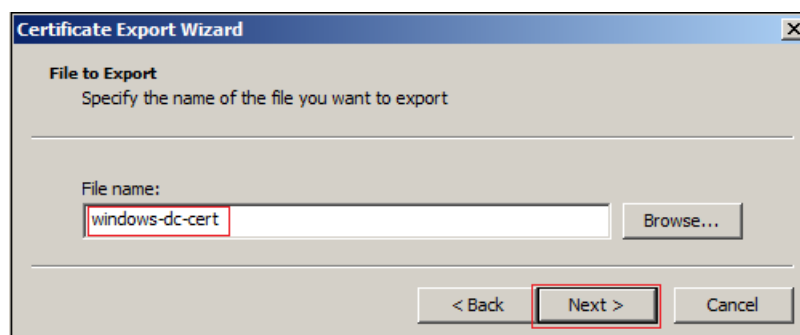 Certificate Export Wizard
File to Export
Specify the name of the file you want to export
File name:
windows-dc-cert
Browse...
< Back
Next >
Cancel